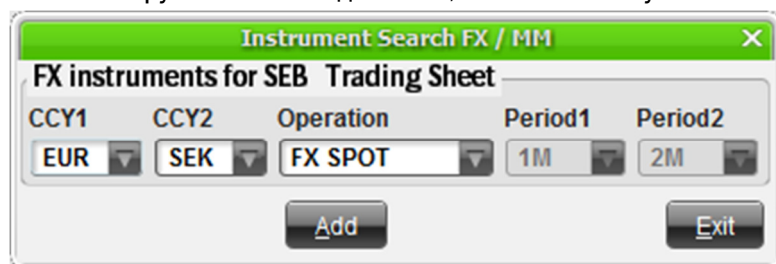 Instrument Search FX / MM
FX instruments for SEB Trading Sheet
CCY1 CCY2 Operation Period1 Period2
EUR SEK FX SPOT 1M 2M
Add Exit